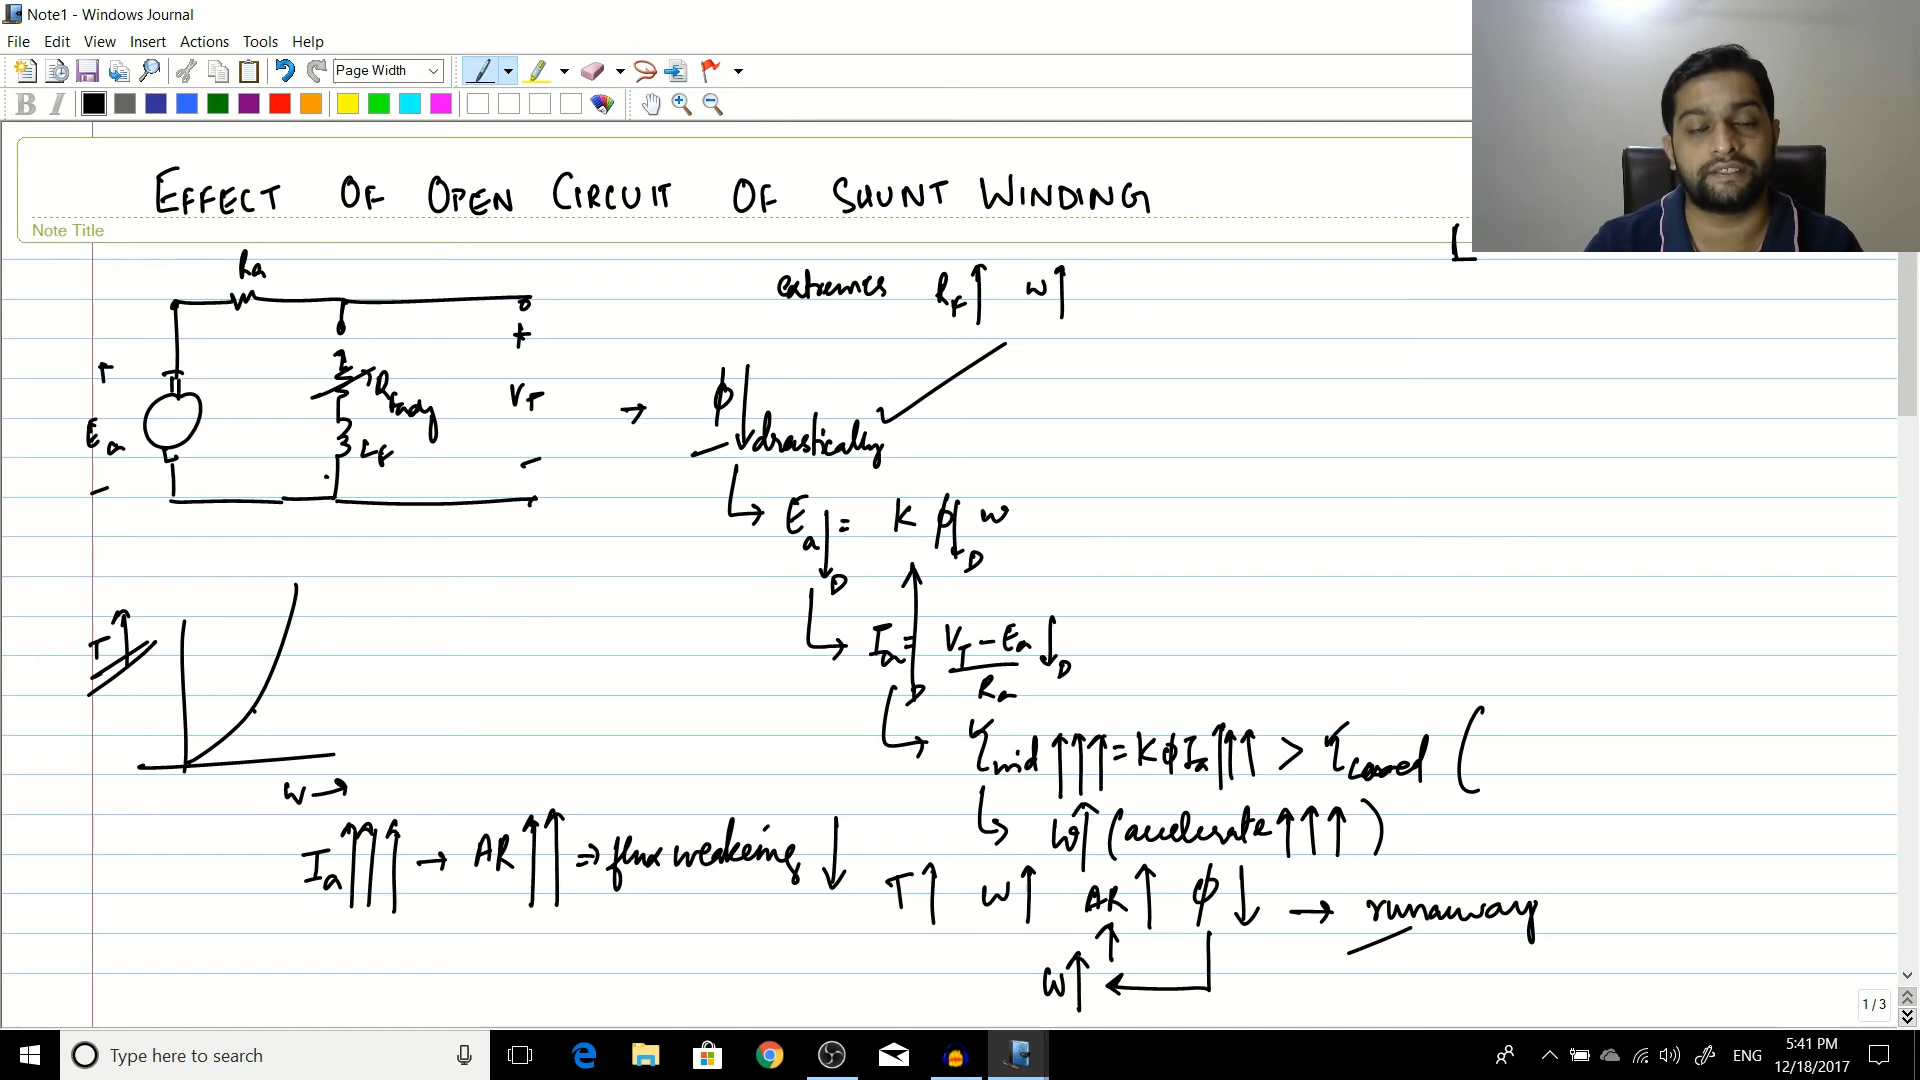 Note1 - Windows Journal
File Edit View Insert Actions Tools Help
Page Width
B I
EFFECT OF OPEN CIRCUIT OF SHUNT WINDING
Note Title
Ra
extremes RF ↑ w ↑
+
+
Ea
Rfadj
LF
VT
→ ϕ ↓ drastically
-
-
Ea ↓D = K ϕ ↓D w
T ↑
Ia = VT - Ea ↓D
Ra
D
τind ↑↑↑ = KϕIa ↑↑↑ > τ (
w →
w ↑ (accelerate ↑↑↑)
Ia ↑↑↑ → AR ↑↑ ⇒ flux weakening ↓
T ↑ w ↑ AR ↑ ϕ ↓ → runaway
w ↑
1 / 3
Type here to search
ENG
5:41 PM
12/18/2017